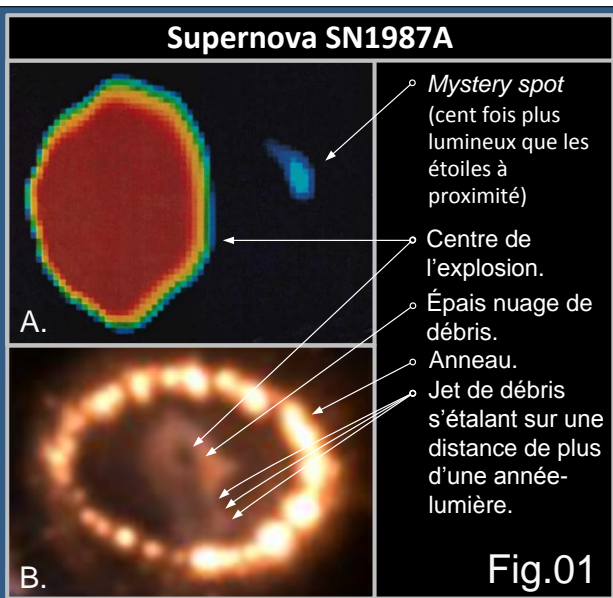 Supernova SN1987A
Mystery spot
(cent fois plus
lumineux que les
étoiles à
proximité)
Centre de
l'explosion.
Épais nuage de
débris.
Anneau.
Jet de débris
s'étalant sur une
distance de plus
d'une année-
lumière.
A.
B.
Fig.01